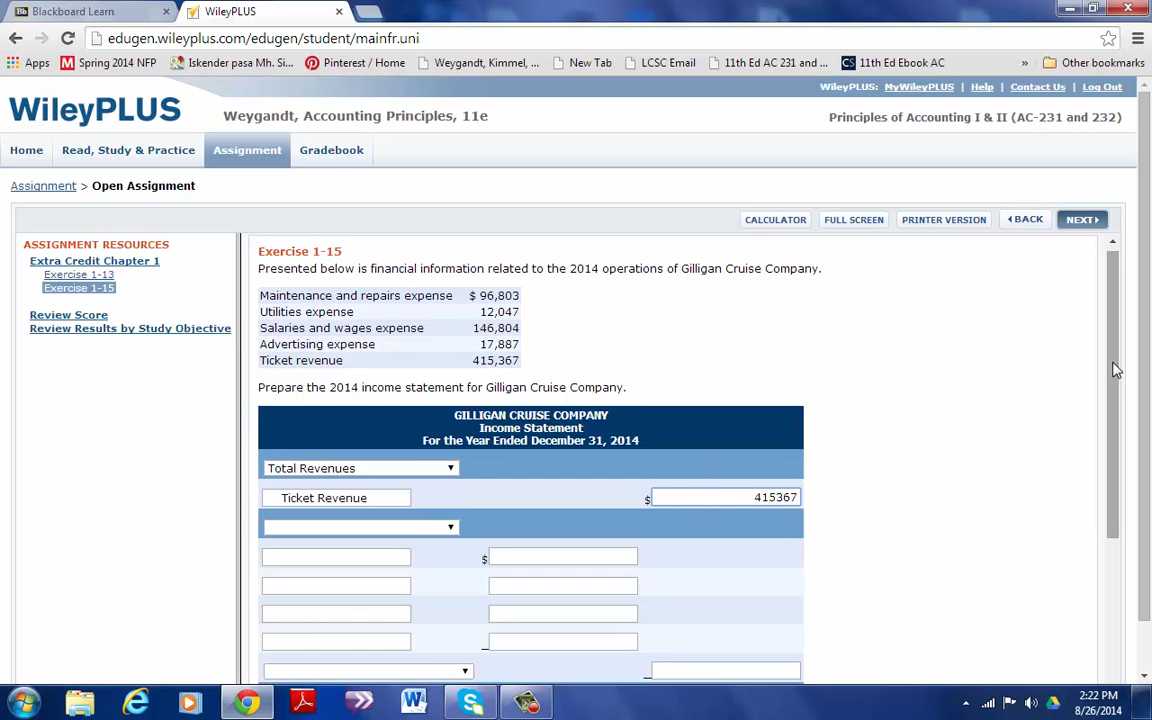 Blackboard Learn
WileyPLUS
edugen.wileyplus.com/edugen/student/mainfr.uni
Apps
Spring 2014 NFP
Iskender pasa Mh. Si...
Pinterest / Home
Weygandt, Kimmel, ...
New Tab
LCSC Email
11th Ed AC 231 and ...
11th Ed Ebook AC
»
Other bookmarks
WileyPLUS: MyWileyPLUS | Help | Contact Us | Log Out
WileyPLUS
Weygandt, Accounting Principles, 11e
Principles of Accounting I & II (AC-231 and 232)
Home
Read, Study & Practice
Assignment
Gradebook
Assignment > Open Assignment
CALCULATOR
FULL SCREEN
PRINTER VERSION
BACK
NEXT
ASSIGNMENT RESOURCES
Extra Credit Chapter 1
Exercise 1-13
Exercise 1-15
Review Score
Review Results by Study Objective
Exercise 1-15
Presented below is financial information related to the 2014 operations of Gilligan Cruise Company.
Maintenance and repairs expense $ 96,803
Utilities expense 12,047
Salaries and wages expense 146,804
Advertising expense 17,887
Ticket revenue 415,367
Prepare the 2014 income statement for Gilligan Cruise Company.
GILLIGAN CRUISE COMPANY
Income Statement
For the Year Ended December 31, 2014
Total Revenues
Ticket Revenue $ 415367
$
2:22 PM
8/26/2014